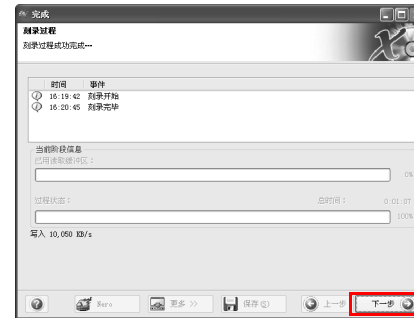 完成
刻录过程
刻录过程成功完成---
时间 事件
16:19:42 刻录开始
16:20:45 刻录完毕
当前阶段信息
已用读取缓冲区：
0%
过程状态： 总时间： 0:01:07
100%
写入 10,050 KB/s
Nero 更多 >> 保存(S) 上一步 下一步